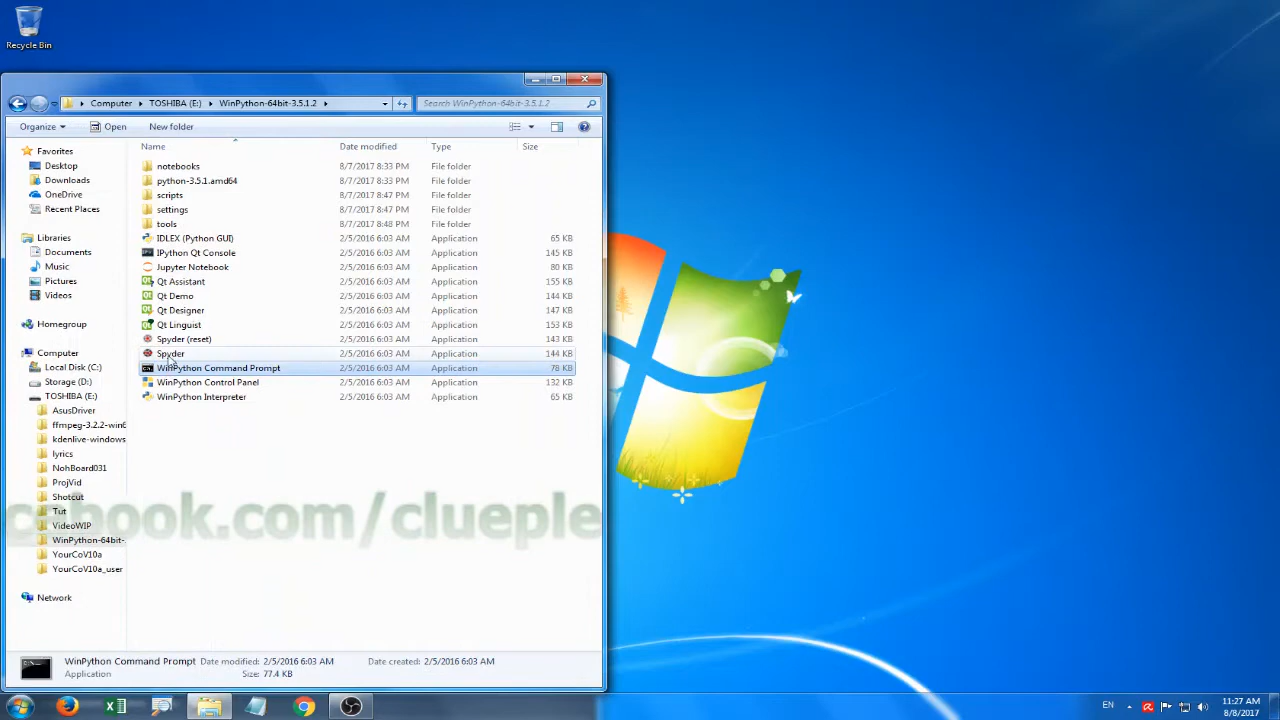 Recycle Bin
Computer TOSHIBA (E:) WinPython-64bit-3.5.1.2
Search WinPython-64bit-3.5.1.2
Organize Open New folder
Name Date modified Type Size
Favorites
Desktop
Downloads
OneDrive
Recent Places
Libraries
Documents
Music
Pictures
Videos
Homegroup
Computer
Local Disk (C:)
Storage (D:)
TOSHIBA (E:)
AsusDriver
ffmpeg-3.2.2-win6
kdenlive-windows
lyrics
NohBoard031
ProjVid
Shotcut
Tut
VideoWIP
WinPython-64bit-
YourCoV10a
YourCoV10a_user
Network
notebooks 8/7/2017 8:33 PM File folder
python-3.5.1.amd64 8/7/2017 8:33 PM File folder
scripts 8/7/2017 8:47 PM File folder
settings 8/7/2017 8:47 PM File folder
tools 8/7/2017 8:48 PM File folder
IDLEX (Python GUI) 2/5/2016 6:03 AM Application 65 KB
IPython Qt Console 2/5/2016 6:03 AM Application 145 KB
Jupyter Notebook 2/5/2016 6:03 AM Application 80 KB
Qt Assistant 2/5/2016 6:03 AM Application 155 KB
Qt Demo 2/5/2016 6:03 AM Application 144 KB
Qt Designer 2/5/2016 6:03 AM Application 147 KB
Qt Linguist 2/5/2016 6:03 AM Application 153 KB
Spyder (reset) 2/5/2016 6:03 AM Application 143 KB
Spyder 2/5/2016 6:03 AM Application 144 KB
WinPython Command Prompt 2/5/2016 6:03 AM Application 78 KB
WinPython Control Panel 2/5/2016 6:03 AM Application 132 KB
WinPython Interpreter 2/5/2016 6:03 AM Application 65 KB
cebook.com/clueple
WinPython Command Prompt Date modified: 2/5/2016 6:03 AM Date created: 2/5/2016 6:03 AM
Application Size: 77.4 KB
EN
11:27 AM
8/8/2017